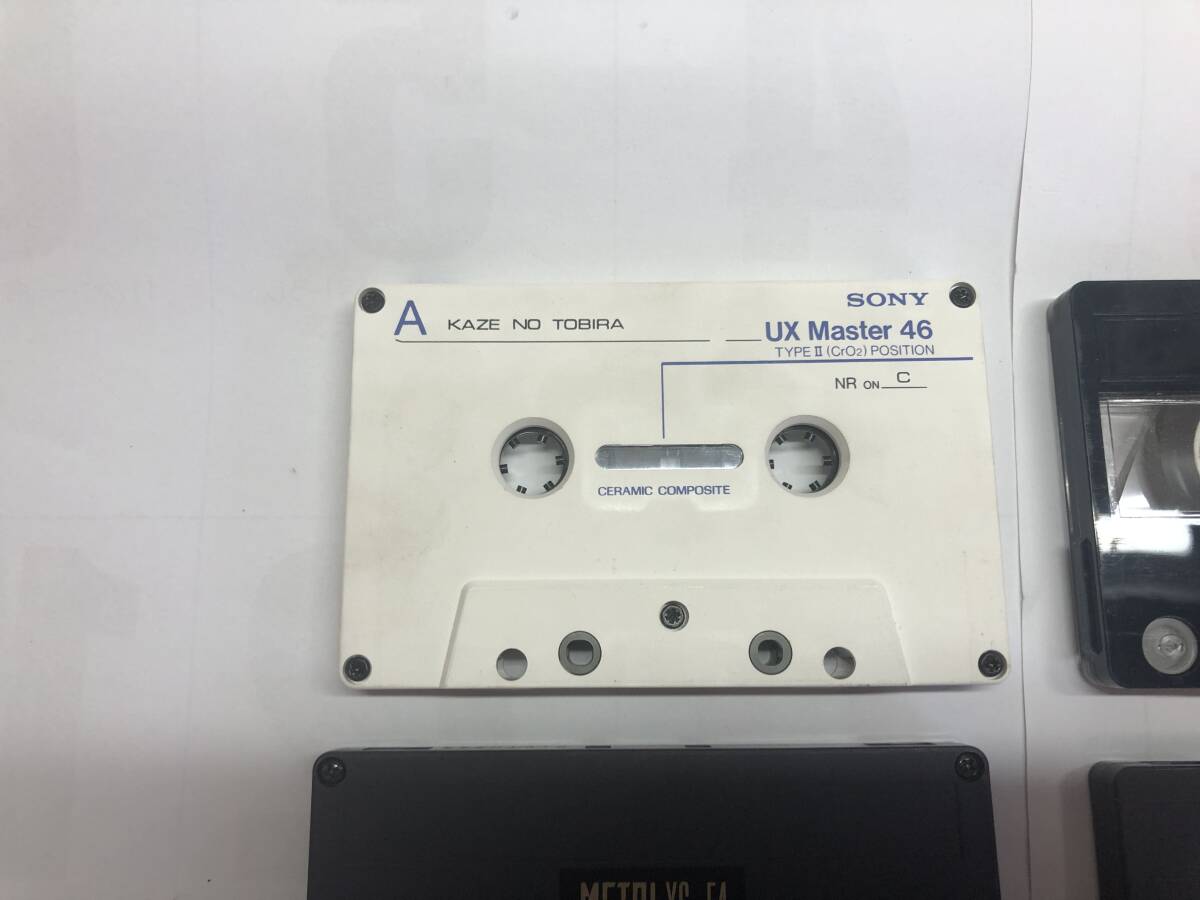 SONY
A KAZE NO TOBIRA
UX Master 46
TYPE II (CrO2) POSITION
NR ON C
CERAMIC COMPOSITE